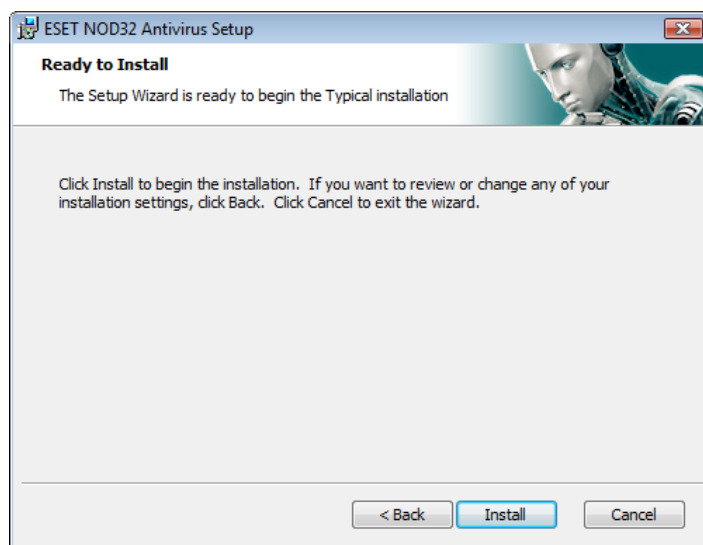 ESET NOD32 Antivirus Setup
Ready to Install
The Setup Wizard is ready to begin the Typical installation
Click Install to begin the installation.  If you want to review or change any of your
installation settings, click Back.  Click Cancel to exit the wizard.
< Back
Install
Cancel